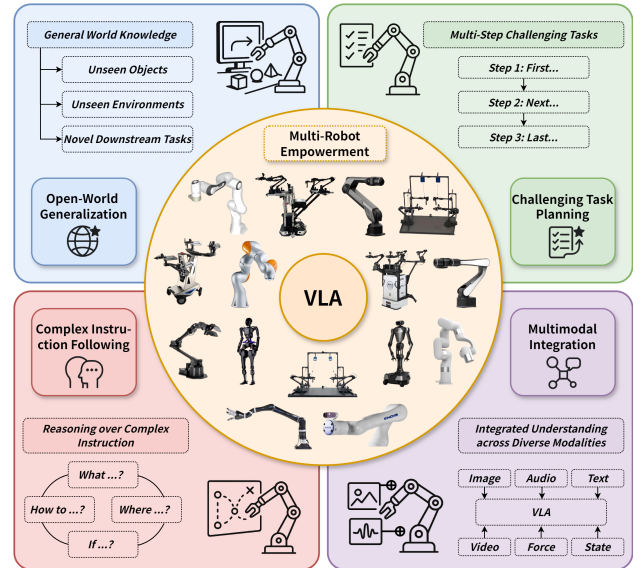 General World Knowledge
Unseen Objects
Unseen Environments
Novel Downstream Tasks
Open-World
Generalization
Multi-Step Challenging Tasks
Step 1: First...
Step 2: Next...
Step 3: Last...
Challenging Task
Planning
Multi-Robot
Empowerment
VLA
Complex Instru-
ction Following
Reasoning over Complex
Instruction
What ...?
How to ...?
Where ...?
If ...?
Multimodal
Integration
Integrated Understanding
across Diverse Modalities
Image
Audio
Text
VLA
Video
Force
State